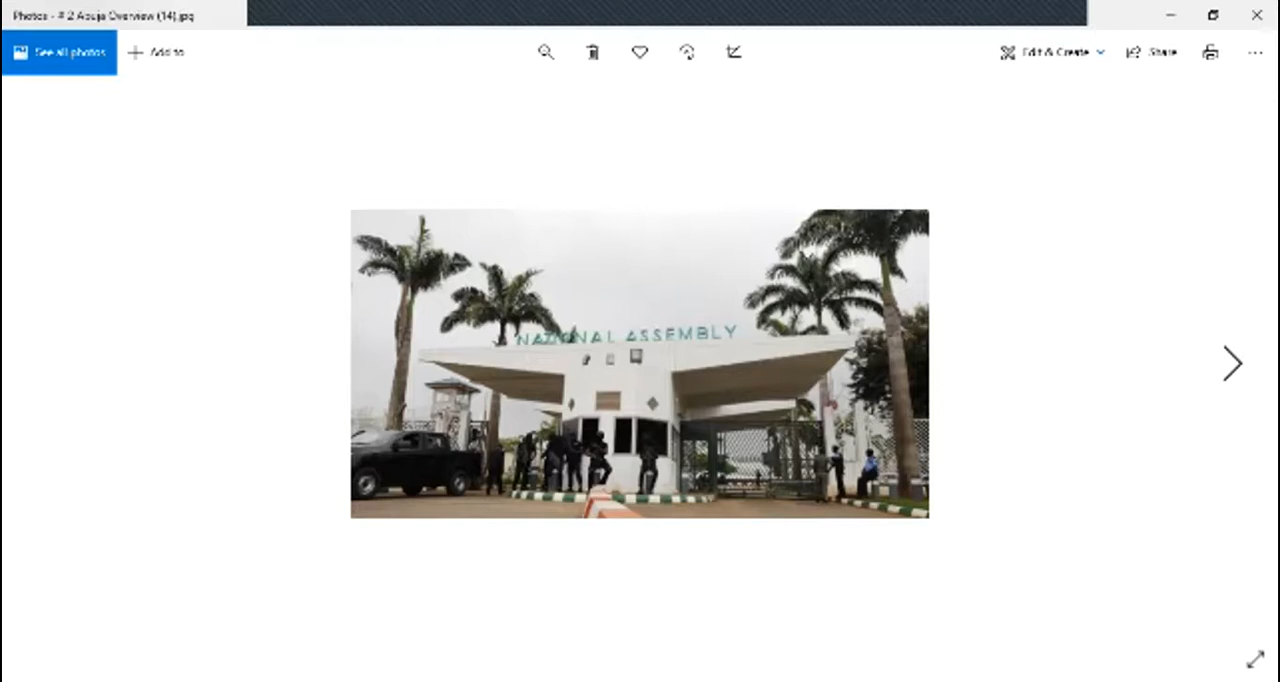 Photos - # 2 Abuja Overview (14).jpg
See all photos
Add to
Edit & Create
Share
NATIONAL ASSEMBLY